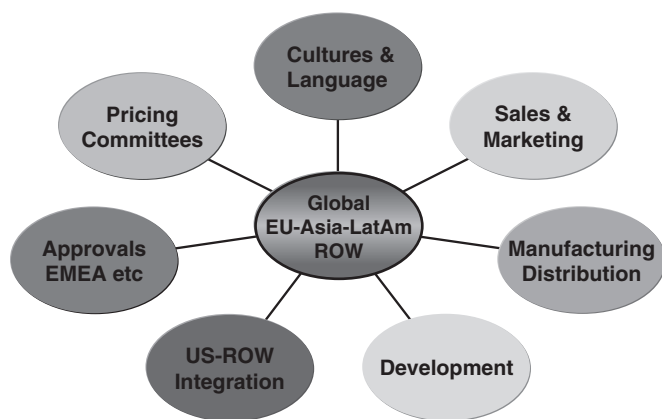 Cultures &
Language
Pricing
Committees
Sales &
Marketing
Global
EU-Asia-LatAm
ROW
Approvals
EMEA etc
Manufacturing
Distribution
US-ROW
Integration
Development